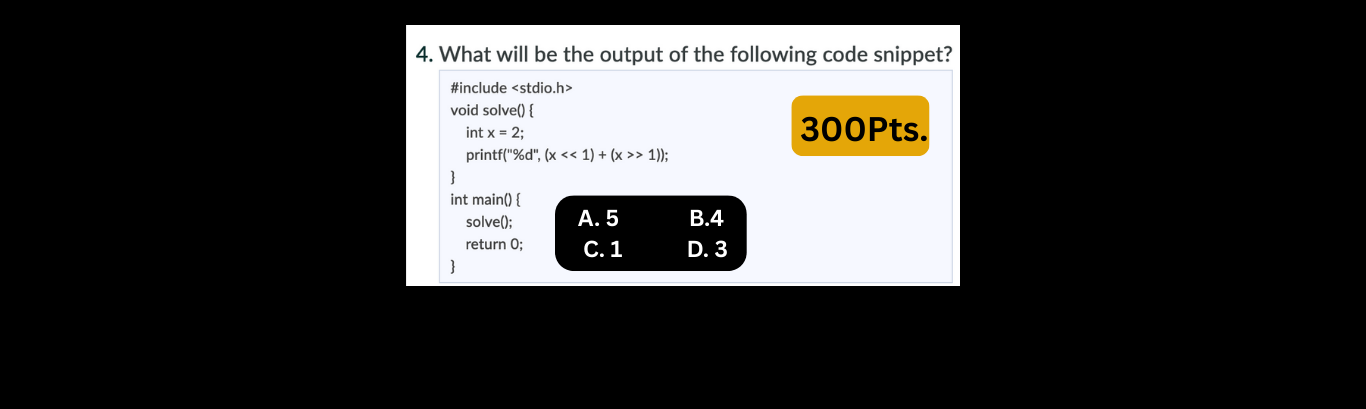 4. What will be the output of the following code snippet?
#include <stdio.h>
void solve() {
int x = 2;
printf("%d", (x << 1) + (x >> 1));
}
int main() {
solve();
return 0;
}
300Pts.
A. 5 B.4
C. 1 D. 3